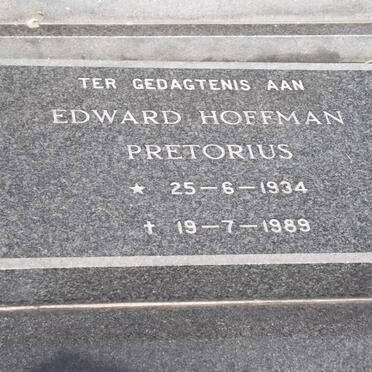 TER GEDAGTENIS AAN
EDWARD HOFFMAN
PRETORIUS
★ 25-6-1934
✝ 19-7-1989